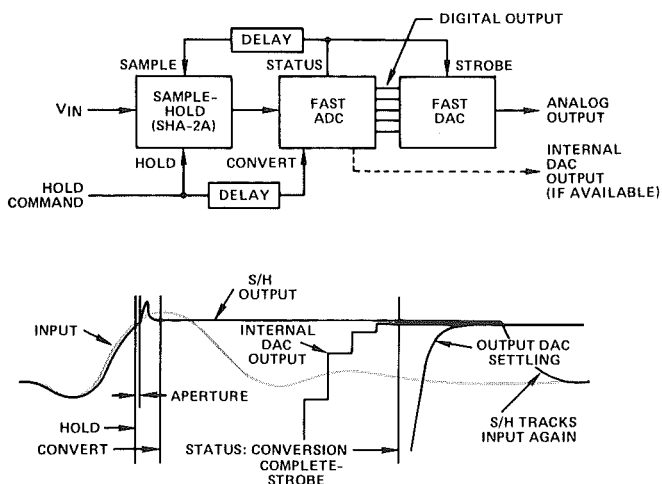 DIGITAL OUTPUT
DELAY
SAMPLE
STATUS
STROBE
VIN
SAMPLE-
HOLD
(SHA-2A)
FAST
ADC
FAST
DAC
ANALOG
OUTPUT
HOLD
CONVERT
INTERNAL
DAC
OUTPUT
(IF AVAILABLE)
HOLD
COMMAND
DELAY
S/H
OUTPUT
INPUT
INTERNAL
DAC
OUTPUT
OUTPUT DAC
SETTLING
APERTURE
HOLD
CONVERT
STATUS: CONVERSION
COMPLETE-
STROBE
S/H TRACKS
INPUT AGAIN